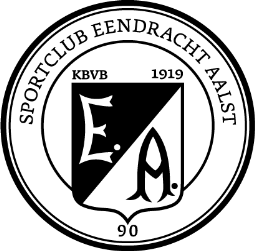 SPORTCLUB EENDRACHT AALST
KBVB 1919
E.
A.
90